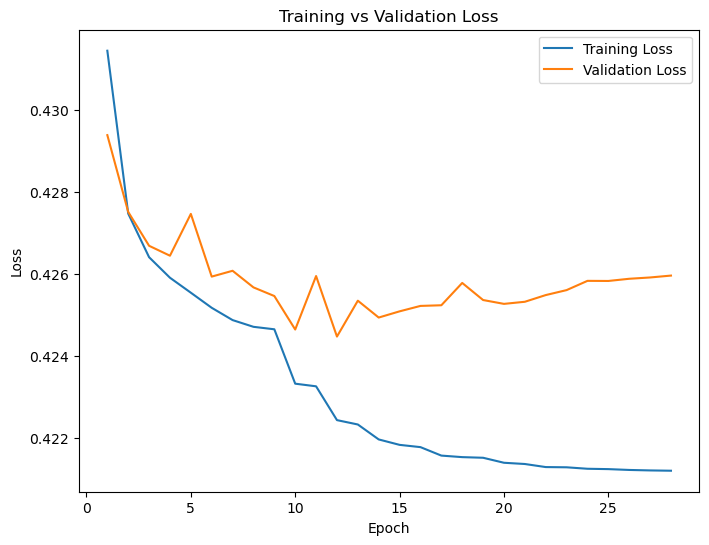 Training vs Validation Loss
Training Loss
Validation Loss
0.430
0.428
0.426
0.424
0.422
Loss
0
5
10
15
20
25
Epoch